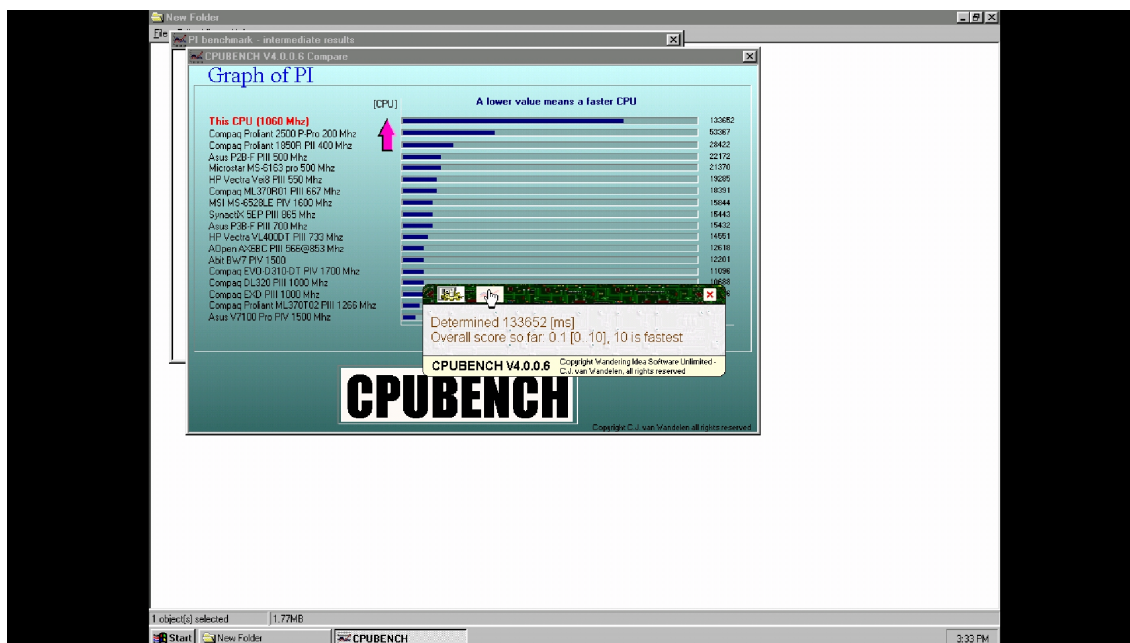 New Folder
File
PI benchmark - intermediate results
CPUBENCH V4.0.0.6 Compare
Graph of PI
[CPU]
A lower value means a faster CPU
This CPU (1060 Mhz) 133652
Compaq Proliant 2500 P-Pro 200 Mhz 53367
Compaq Proliant 1850R PII 400 Mhz 28422
Asus P2B-F PIII 500 Mhz 22172
Microstar MS-6163 pro 500 Mhz 21370
HP Vectra Vei8 PIII 550 Mhz 19285
Compaq ML370R01 PIII 667 Mhz 18391
MSI MS-6528LE PIV 1600 Mhz 15844
SynactiX 5EP PIII 865 Mhz 15443
Asus P3B-F PIII 700 Mhz 15432
HP Vectra VL400DT PIII 733 Mhz 14551
AOpen AX6BC PIII 566@853 Mhz 12618
Abit BW7 PIV 1500 12201
Compaq EVO-D310-DT PIV 1700 Mhz 11096
Compaq DL320 PIII 1000 Mhz
Compaq EXD PIII 1000 Mhz
Compaq Proliant ML370T02 PIII 1266 Mhz
Asus V7100 Pro PIV 1500 Mhz
Determined 133652 [ms]
Overall score so far: 0.1 [0..10], 10 is fastest
CPUBENCH V4.0.0.6
Copyright Wandering Idea Software Unlimited -
C.J. van Wandelen, all rights reserved
CPUBENCH
Copyright C.J. van Wandelen all rights reserved
1 object(s) selected 1.77MB
Start New Folder CPUBENCH 3:33 PM